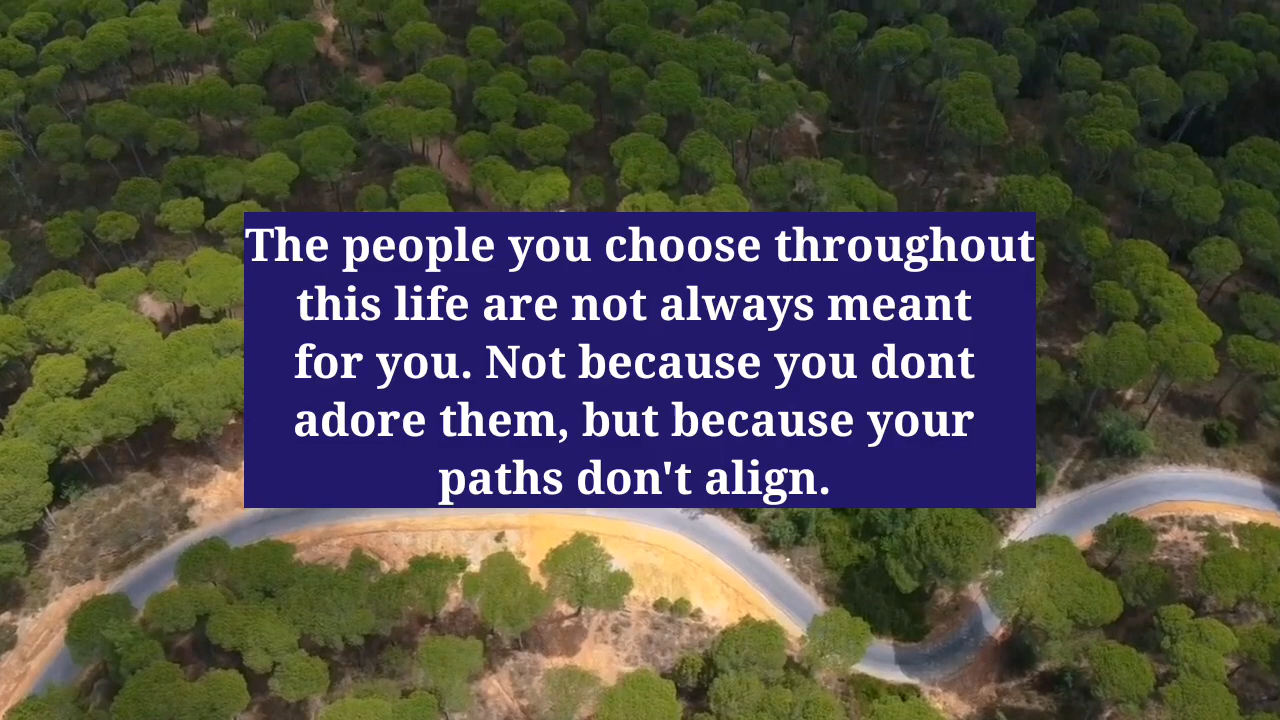 The people you choose throughout
this life are not always meant
for you. Not because you dont
adore them, but because your
paths don't align.